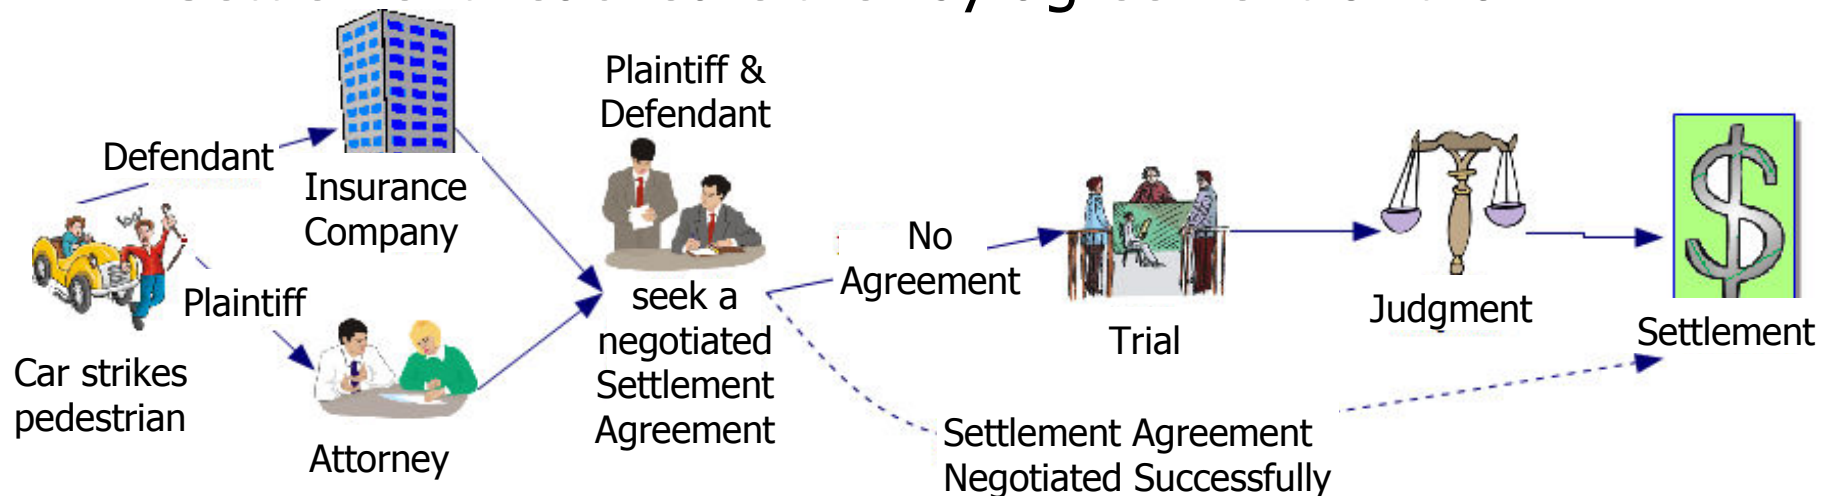 Defendant
Insurance
Company
Plaintiff
Car strikes
pedestrian
Attorney
Plaintiff &
Defendant
seek a
negotiated
Settlement
Agreement
No
Agreement
Trial
Judgment
Settlement
Settlement Agreement
Negotiated Successfully